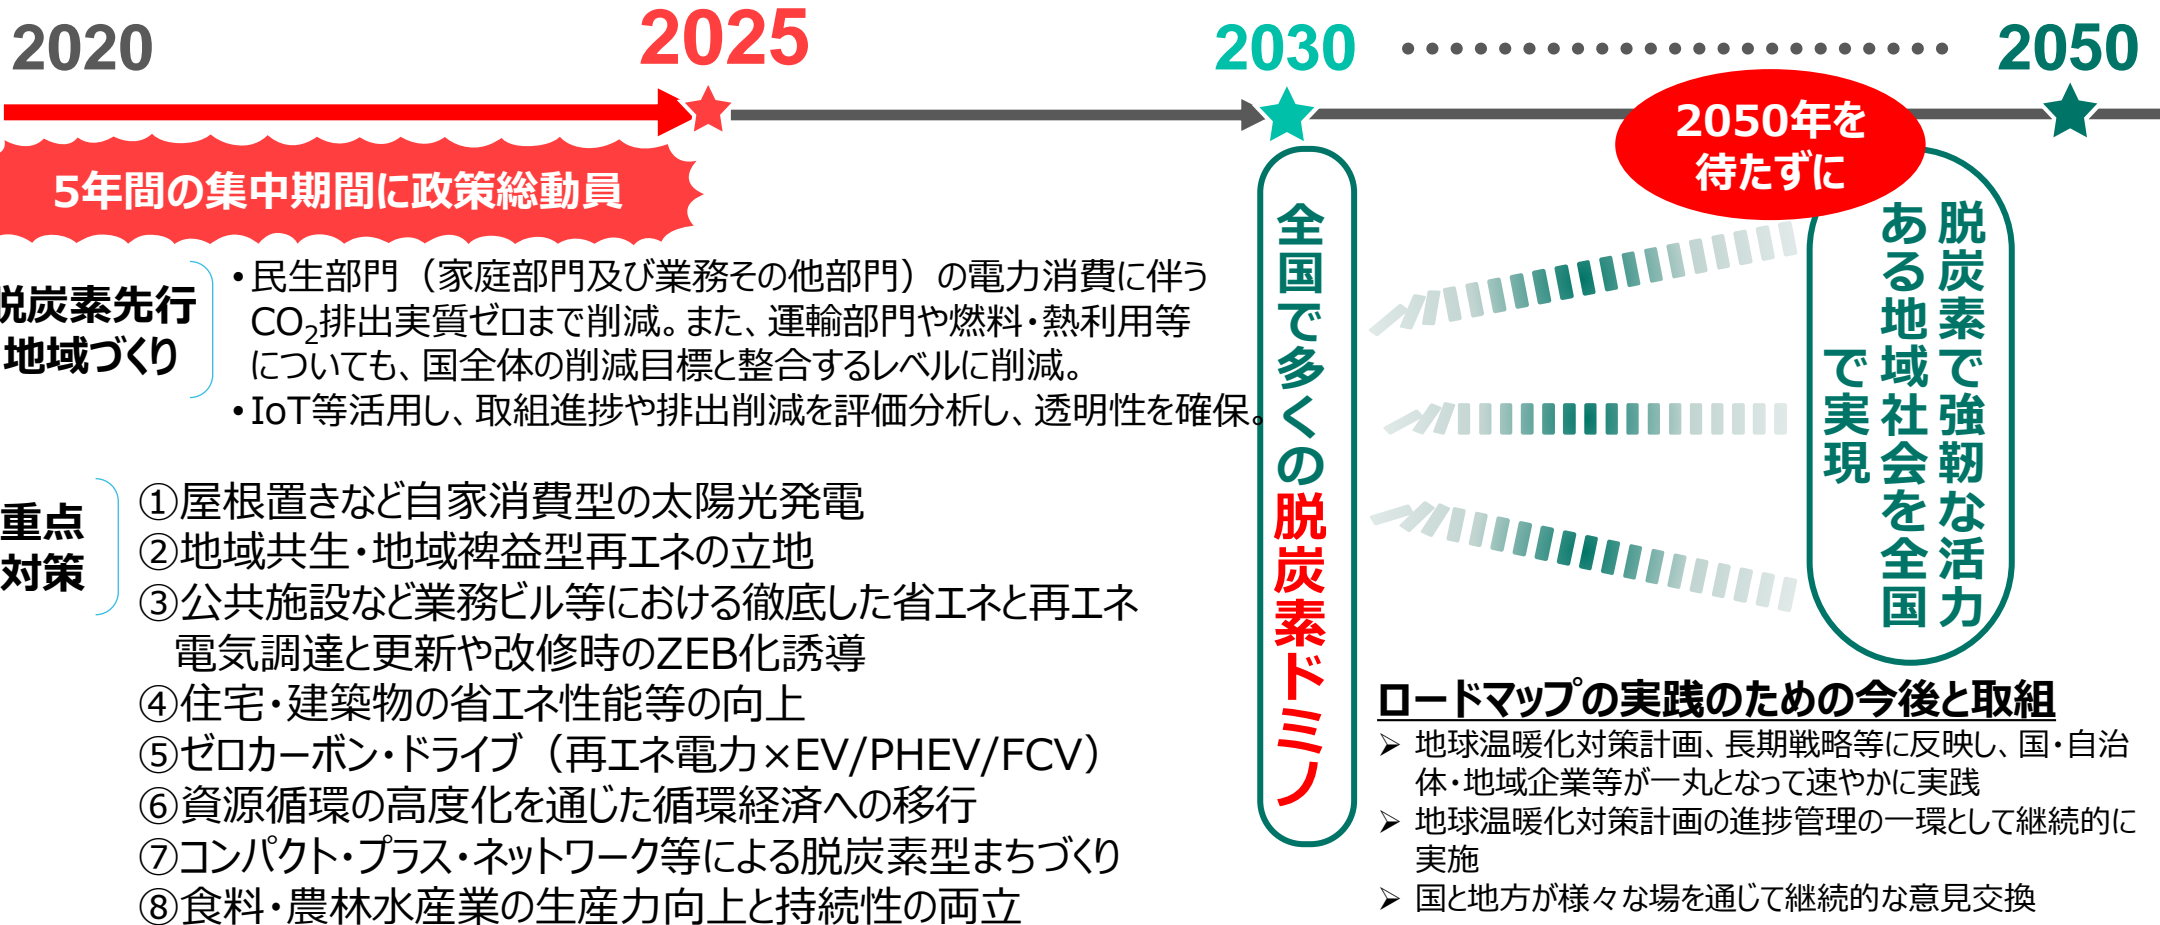 2020
2025
2030
2050
5年間の集中期間に政策総動員
2050年を
待たずに
脱炭素先行
地域づくり
•民生部門（家庭部門及び業務その他部門）の電力消費に伴う
CO₂排出実質ゼロまで削減。また、運輸部門や燃料・熱利用等
についても、国全体の削減目標と整合するレベルに削減。
•IoT等活用し、取組進捗や排出削減を評価分析し、透明性を確保。
重点
対策
①屋根置きなど自家消費型の太陽光発電
②地域共生・地域裨益型再エネの立地
③公共施設など業務ビル等における徹底した省エネと再エネ
電気調達と更新や改修時のZEB化誘導
④住宅・建築物の省エネ性能等の向上
⑤ゼロカーボン・ドライブ（再エネ電力×EV/PHEV/FCV）
⑥資源循環の高度化を通じた循環経済への移行
⑦コンパクト・プラス・ネットワーク等による脱炭素型まちづくり
⑧食料・農林水産業の生産力向上と持続性の両立
全国で多くの脱炭素ドミノ
脱炭素で強靭な活力
ある地域社会を全国
で実現
ロードマップの実践のための今後と取組
➢ 地球温暖化対策計画、長期戦略等に反映し、国・自治
体・地域企業等が一丸となって速やかに実践
➢ 地球温暖化対策計画の進捗管理の一環として継続的に
実施
➢ 国と地方が様々な場を通じて継続的な意見交換